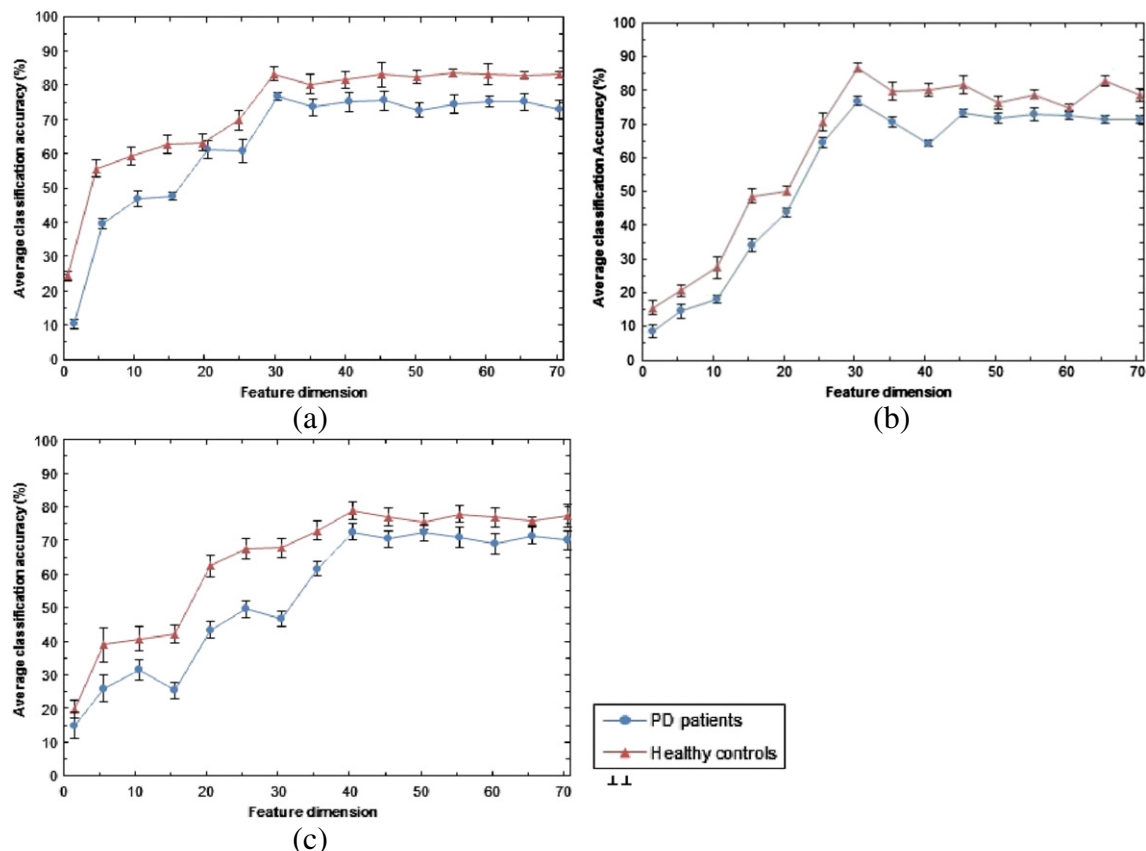 100
90
80
70
60
50
40
30
20
10
0
Average classification accuracy (%)
0 10 20 30 40 50 60 70
Feature dimension
(a)
100
90
80
70
60
50
40
30
20
10
0
Average classification Accuracy (%)
0 10 20 30 40 50 60 70
Feature dimension
(b)
100
90
80
70
60
50
40
30
20
10
0
Average classification accuracy (%)
0 10 20 30 40 50 60 70
Feature dimension
(c)
PD patients
Healthy controls